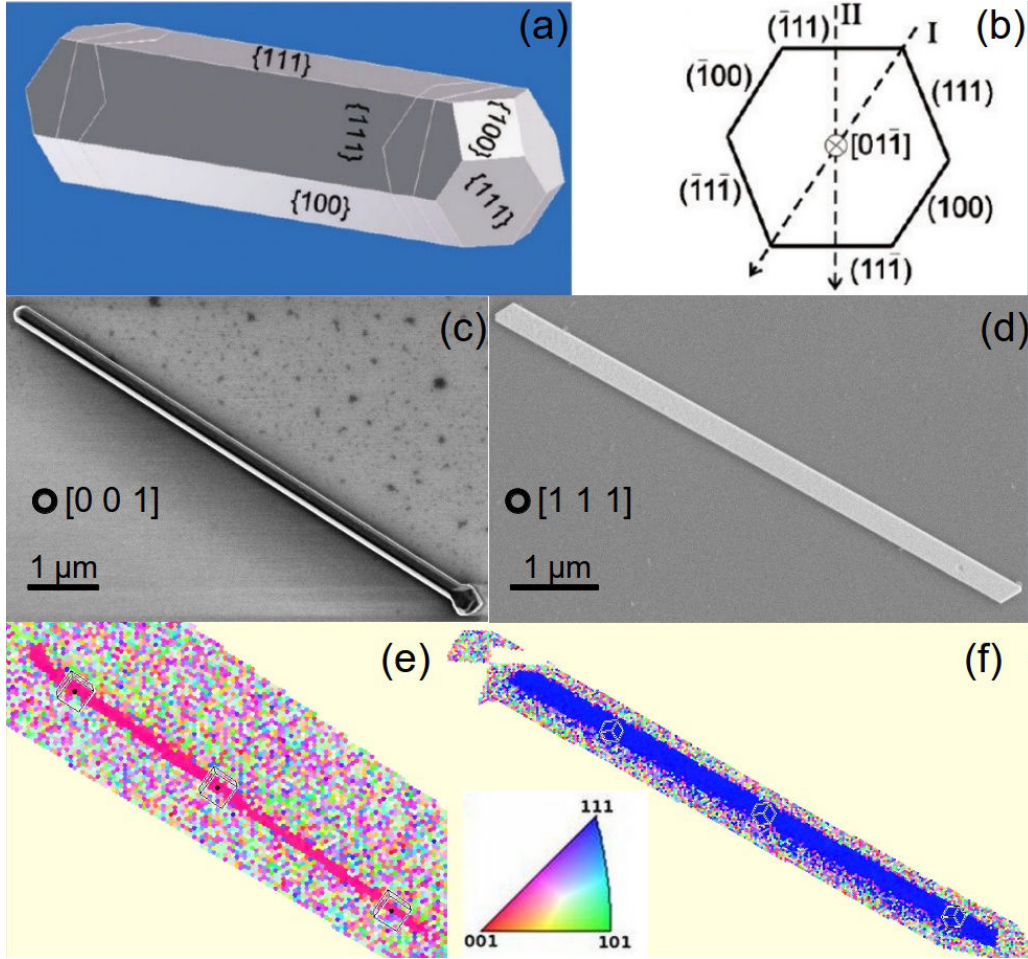 (a)
{111}
{111}
{100}
{100}
{111}
(b)
(1̄11)
II
I
(1̄00)
(111)
[011̄]
(1̄11̄)
(100)
(111̄)
(c)
[0 0 1]
1 µm
(d)
[1 1 1]
1 µm
(e)
(f)
111
001
101